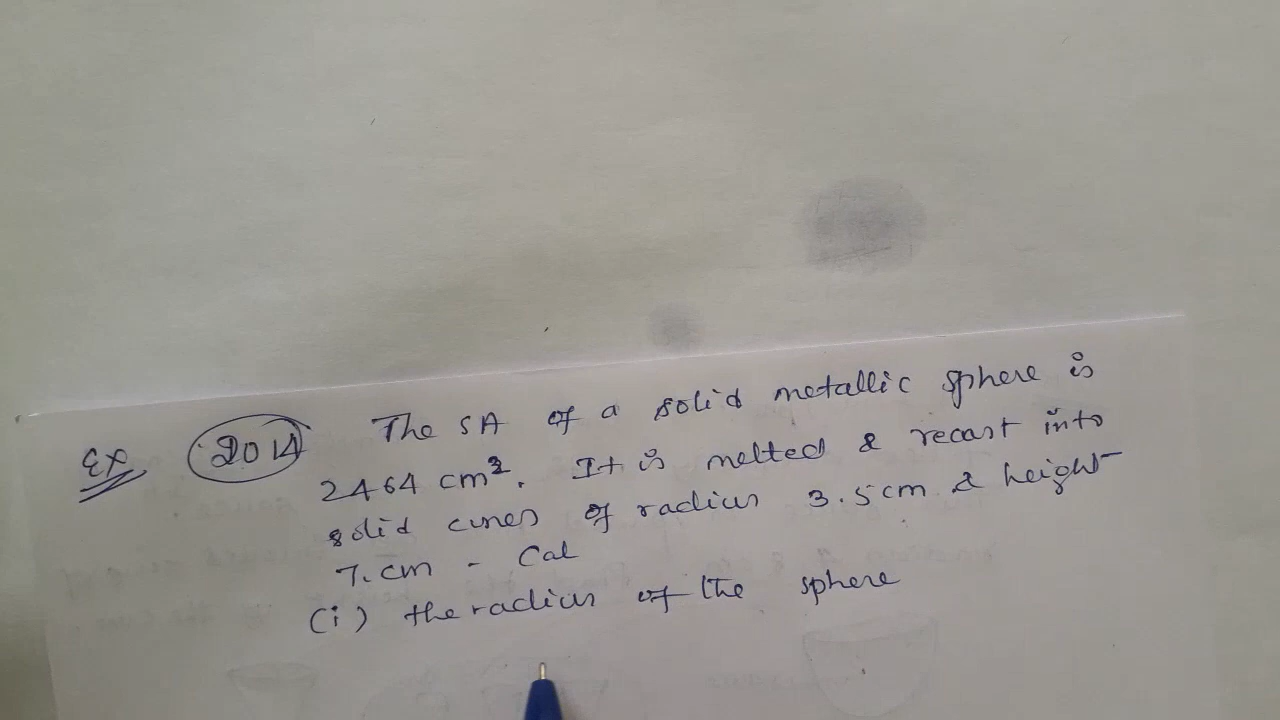 Ex 2014 The SA of a solid metallic sphere is
2464 cm². It is melted & recast into
solid cones of radius 3.5cm & height
7.cm - Cal
(i) the radius of the sphere